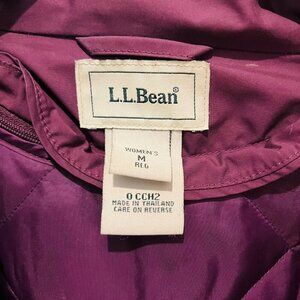 L.L.Bean®
WOMEN'S
M
REG
0 CCH2
MADE IN THAILAND
CARE ON REVERSE